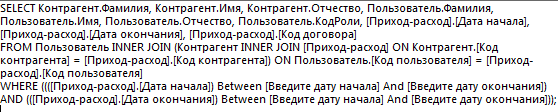 SELECT Контрагент.Фамилия, Контрагент.Имя, Контрагент.Отчество, Пользователь.Фамилия,
Пользователь.Имя, Пользователь.Отчество, Пользователь.КодРоли, [Приход-расход].[Дата начала],
[Приход-расход].[Дата окончания], [Приход-расход].[Код договора]
FROM Пользователь INNER JOIN (Контрагент INNER JOIN [Приход-расход] ON Контрагент.[Код
контрагента] = [Приход-расход].[Код контрагента]) ON Пользователь.[Код пользователя] = [Приход-
расход].[Код пользователя]
WHERE ((([Приход-расход].[Дата начала]) Between [Введите дату начала] And [Введите дату окончания])
AND (([Приход-расход].[Дата окончания]) Between [Введите дату начала] And [Введите дату окончания]));